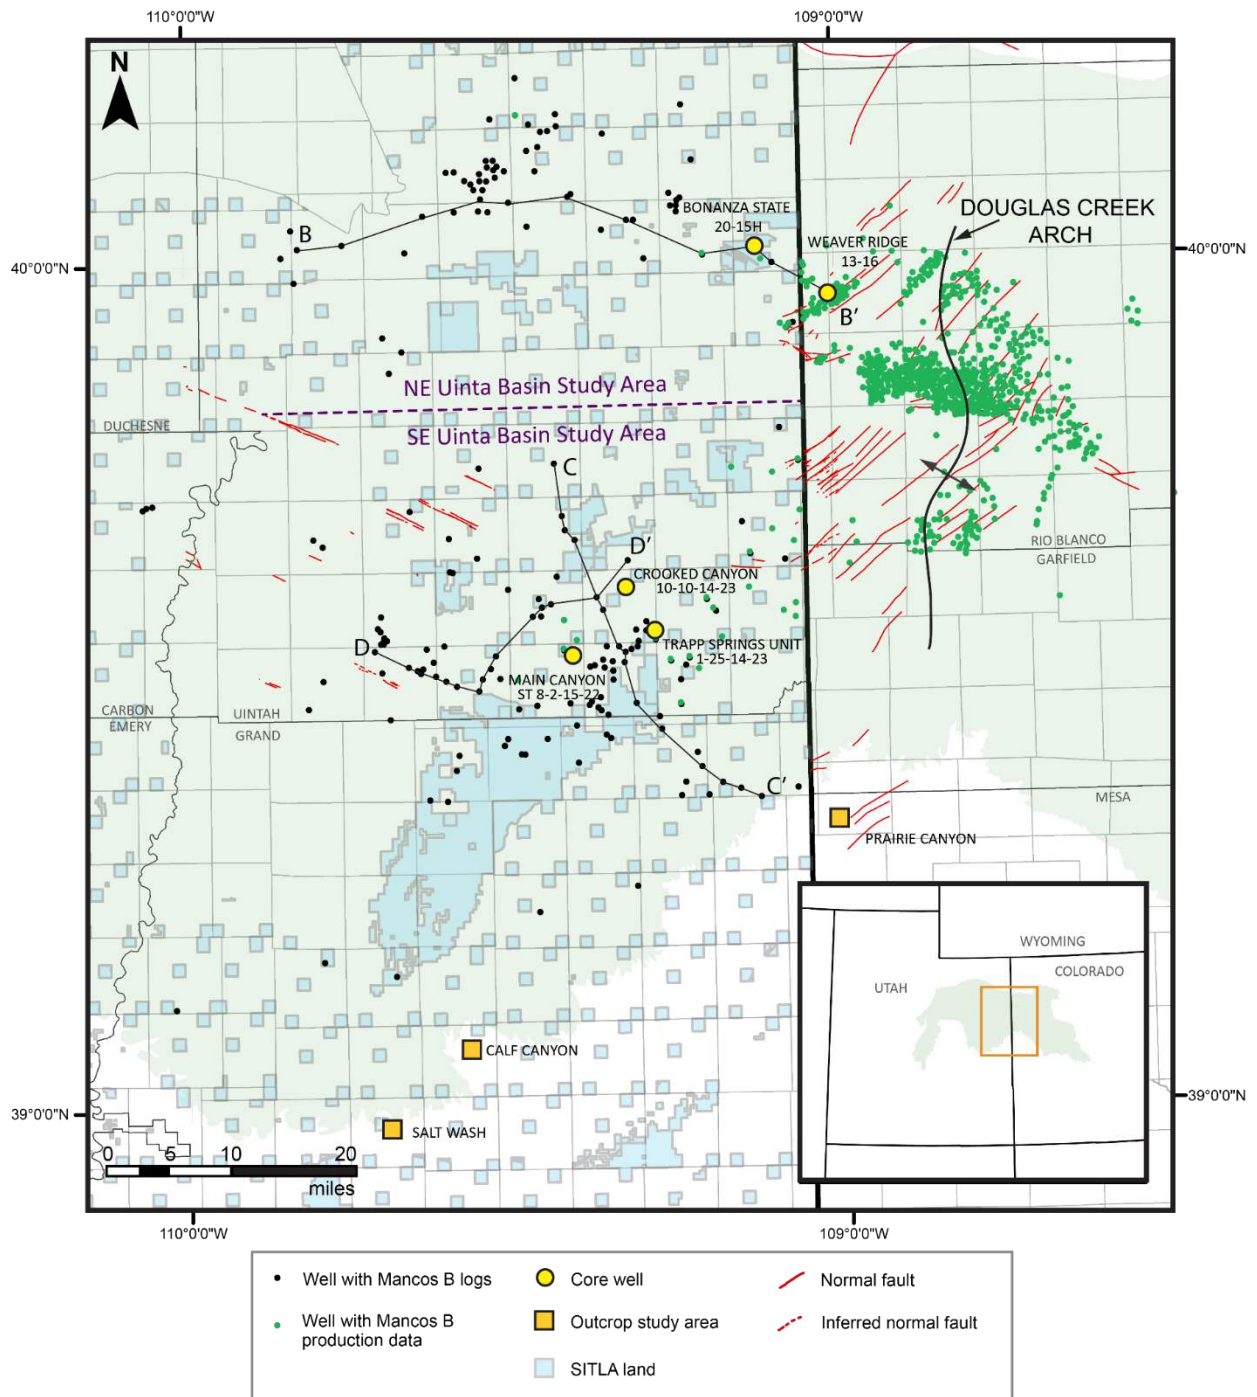 110°0'0"W
109°0'0"W
N
BONANZA STATE
20-15H
DOUGLAS CREEK
ARCH
B
WEAVER RIDGE
13-16
40°0'0"N
40°0'0"N
B'
NE Uinta Basin Study Area
DUCHESNE
SE Uinta Basin Study Area
C
D'
RIO BLANCO
GARFIELD
CROOKED CANYON
10-10-14-23
D
TRAPP SPRINGS UNIT
1-25-14-23
MAIN CANYON
ST 8-2-15-22
CARBON
EMERY
UINTAH
GRAND
C'
MESA
PRAIRIE CANYON
WYOMING
COLORADO
UTAH
CALF CANYON
39°0'0"N
39°0'0"N
SALT WASH
0 5 10 20
miles
110°0'0"W
109°0'0"W
Well with Mancos B logs
Core well
Normal fault
Well with Mancos B
production data
Outcrop study area
Inferred normal fault
SITLA land